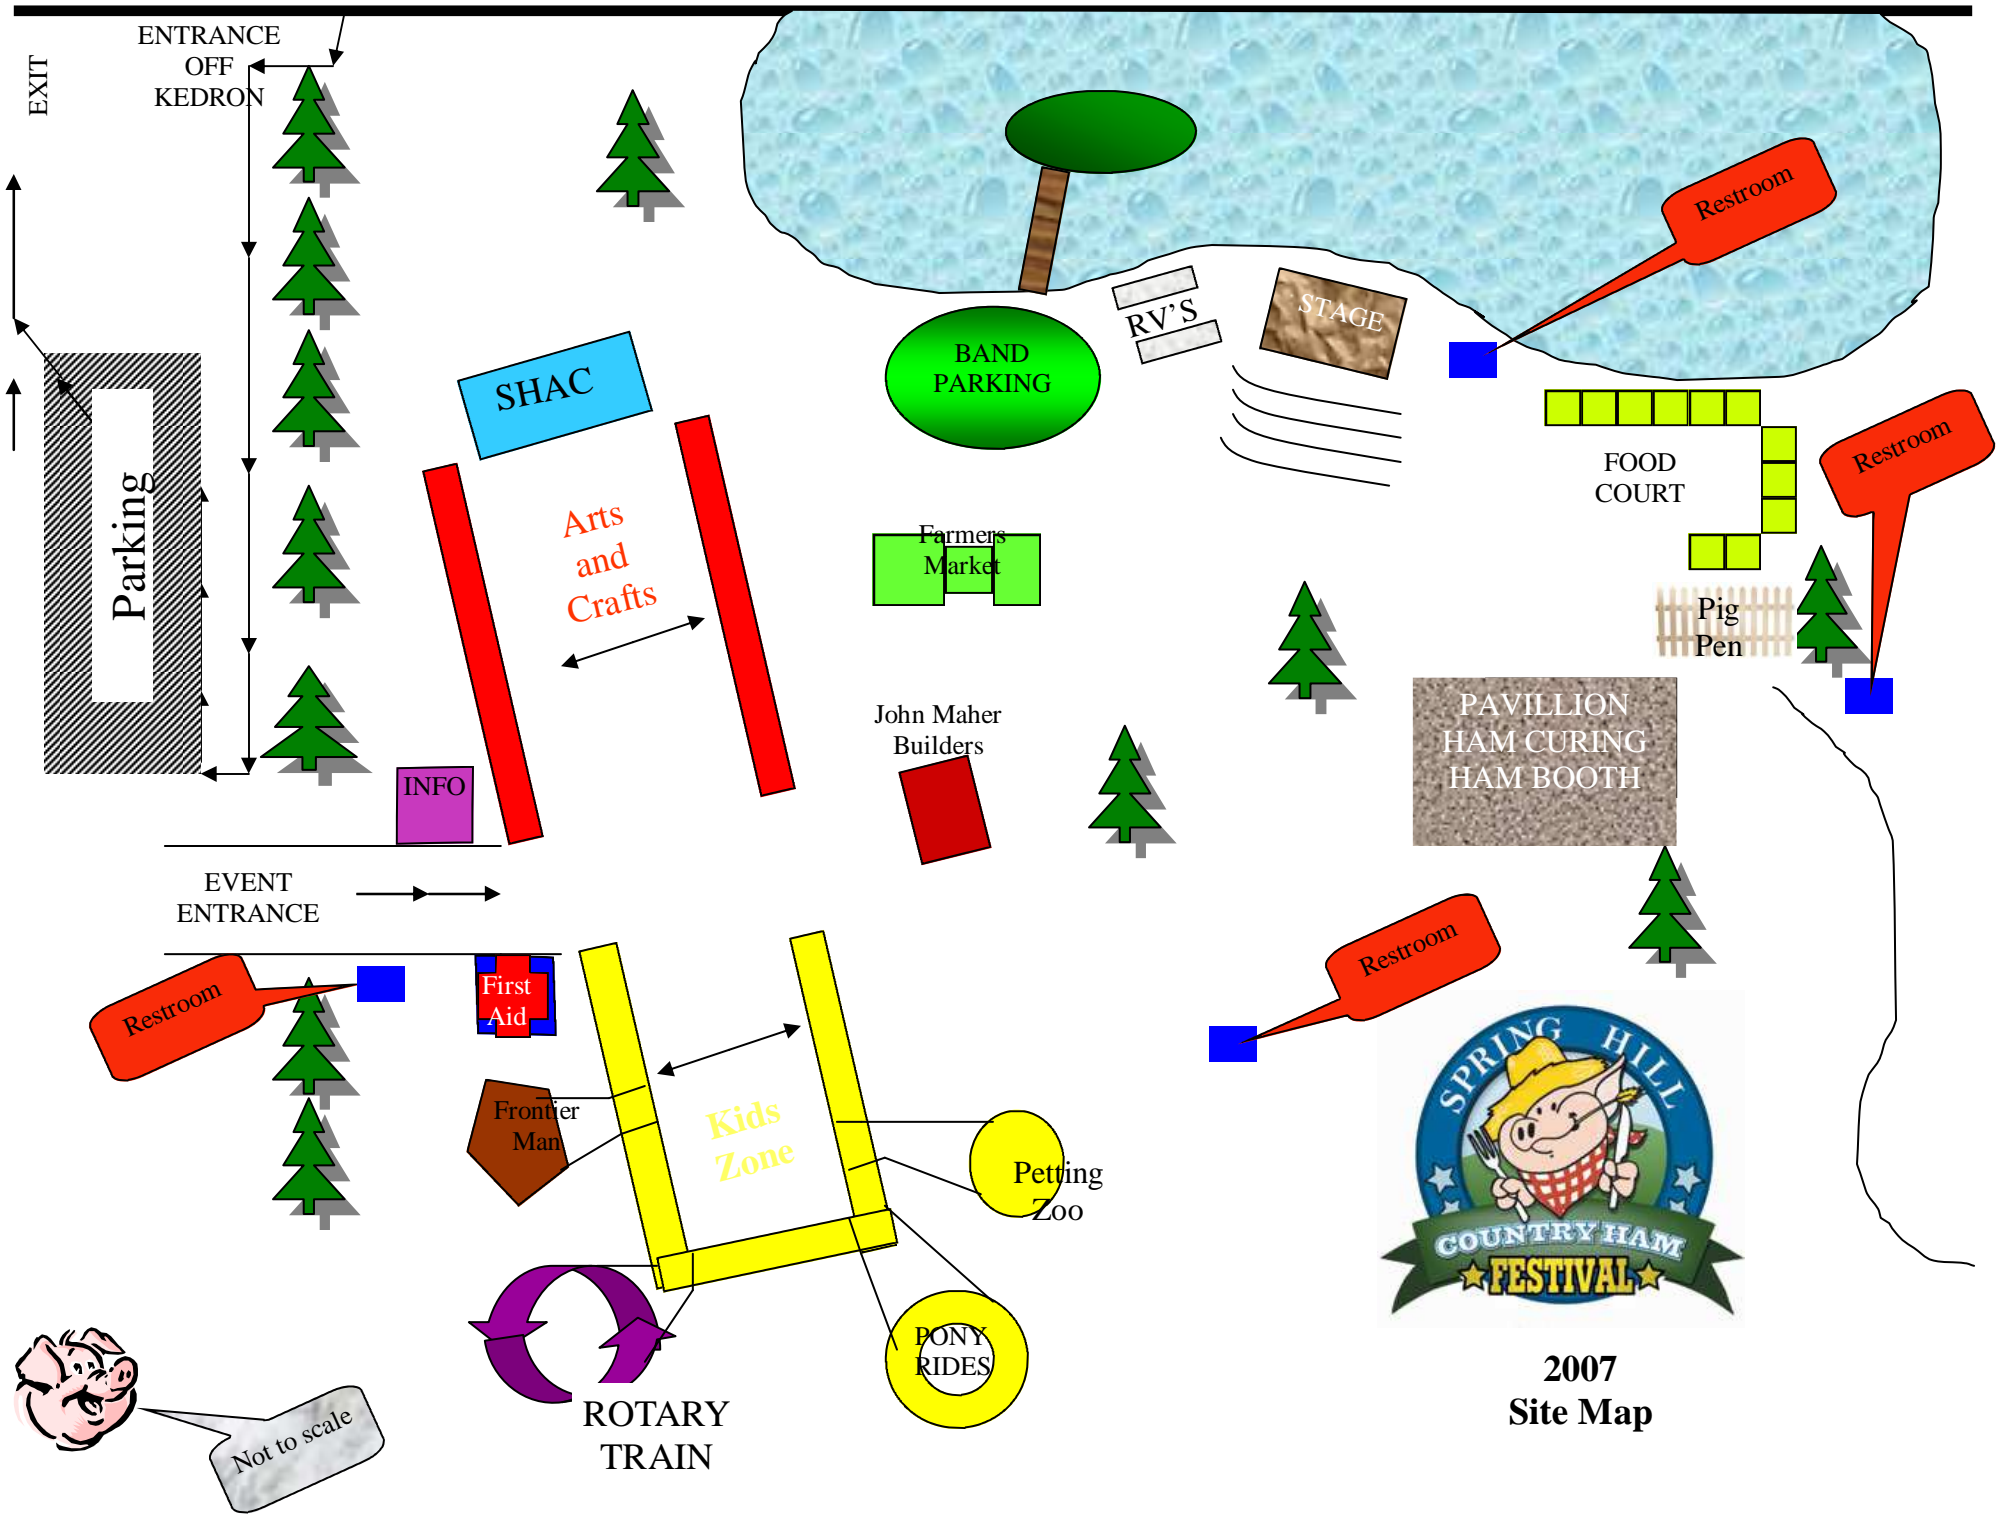 ENTRANCE
OFF
KEDRON
EXIT
Restroom
RV'S
STAGE
BAND
PARKING
SHAC
Restroom
FOOD
COURT
Parking
Arts
and
Crafts
Farmers
Market
Pig
Pen
PAVILLION
HAM CURING
HAM BOOTH
John Maher
Builders
INFO
EVENT
ENTRANCE
Restroom
Restroom
First
Aid
Frontier
Man
Kids
Zone
Petting
Zoo
SPRING HILL
COUNTRY HAM
FESTIVAL
PONY
RIDES
ROTARY
TRAIN
2007
Site Map
Not to scale